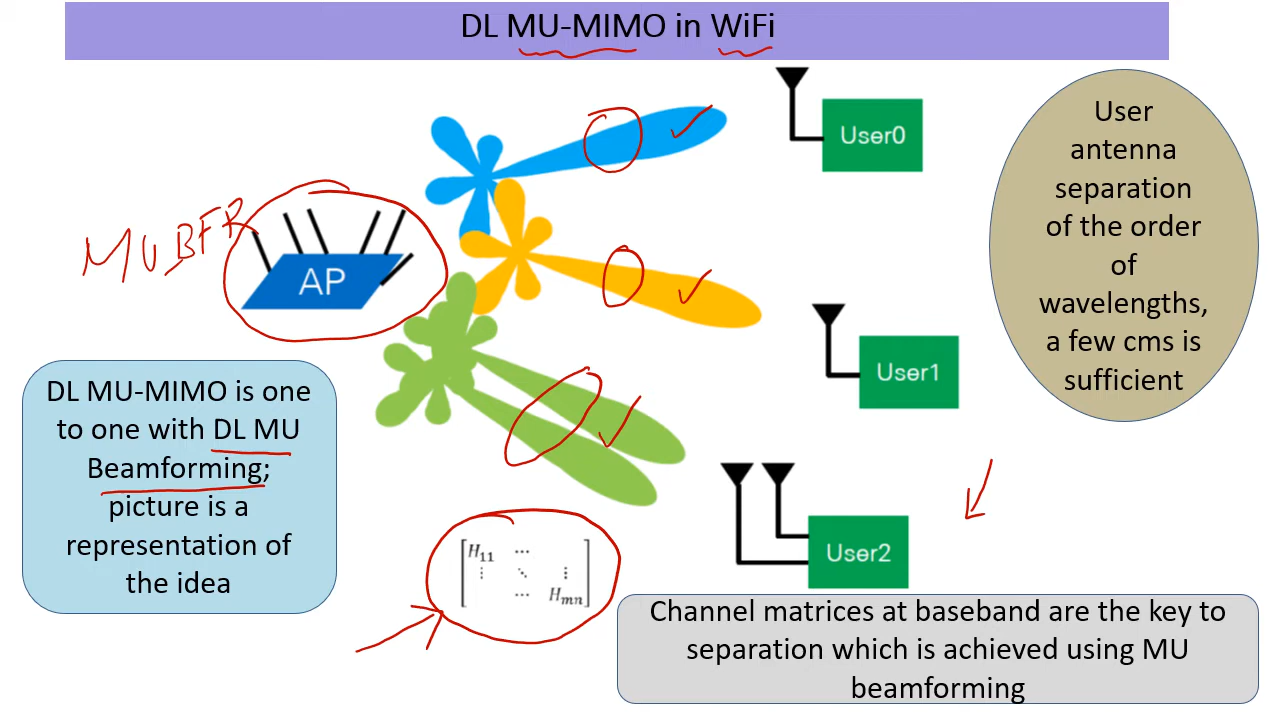 DL MU-MIMO in WiFi
MU BFR
AP
User0
User1
User2
User
antenna
separation
of the order
of
wavelengths,
a few cms is
sufficient
DL MU-MIMO is one
to one with DL MU
Beamforming;
picture is a
representation of
the idea
H11 ⋯
⋮ ⋱ ⋮
⋯ Hmn
Channel matrices at baseband are the key to
separation which is achieved using MU
beamforming